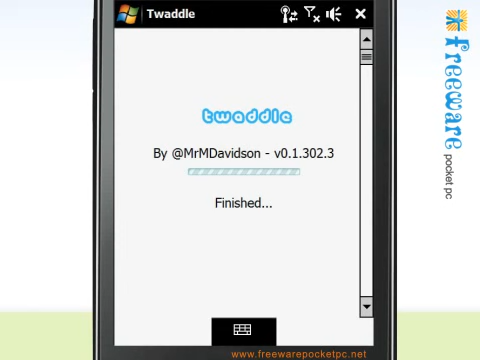 Twaddle
twaddle
By @MrMDavidson - v0.1.302.3
Finished...
freeware
pocket pc
www.freewarepocketpc.net